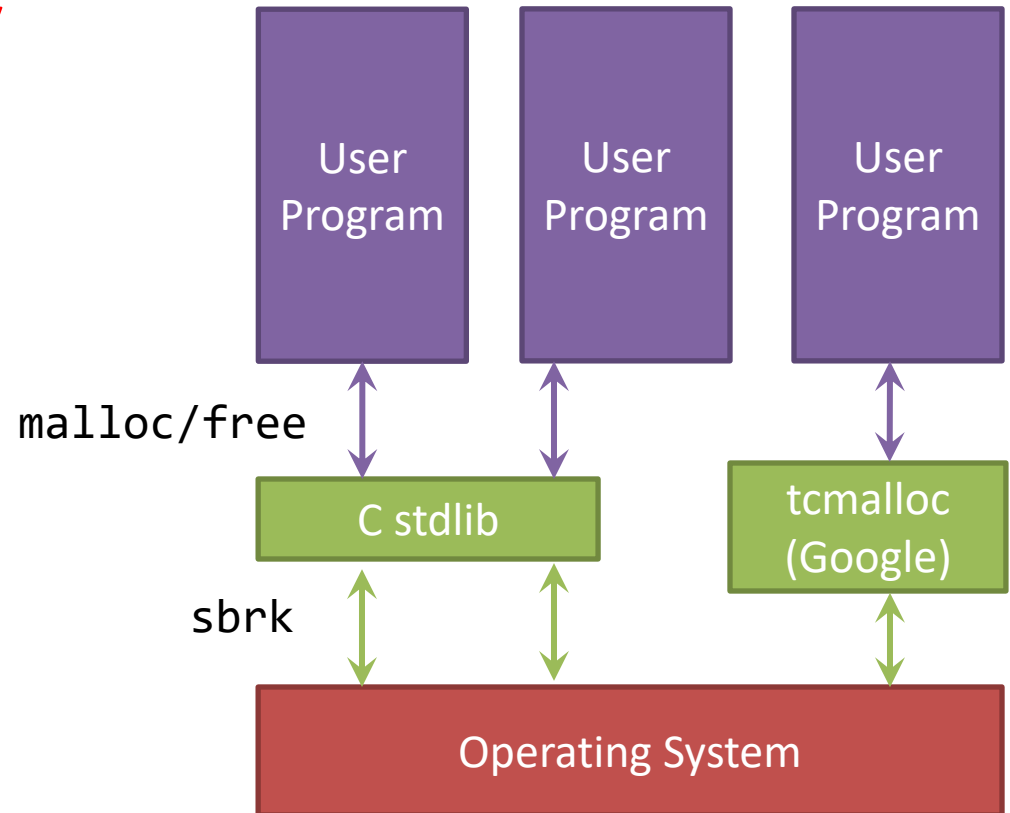 User
Program
User
Program
User
Program
malloc/free
C stdlib
tcmalloc
(Google)
sbrk
Operating System